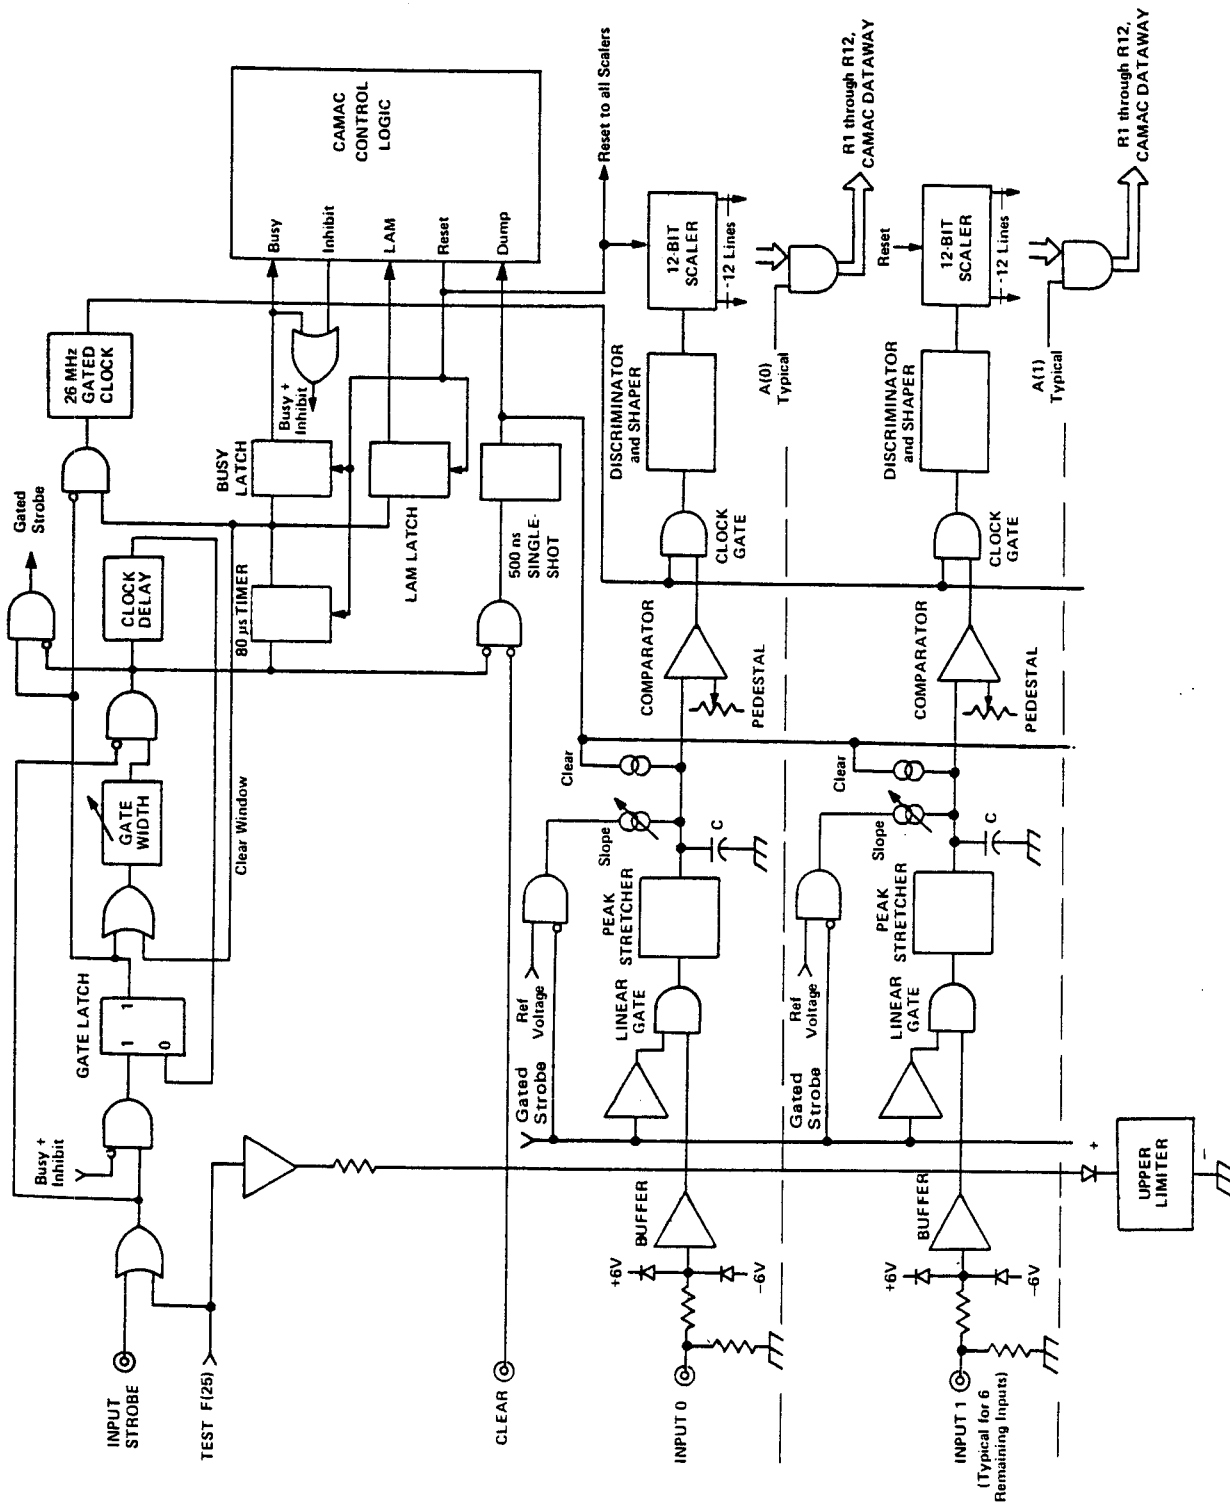 INPUT
STROBE
TEST F(25)
Busy +
Inhibit
GATE LATCH
1
1
0
Clear Window
GATE
WIDTH
CLOCK
DELAY
Gated
Strobe
26 MHz
GATED
CLOCK
80 µs TIMER
BUSY
LATCH
LAM LATCH
Busy +
Inhibit
500 ns
SINGLE-
SHOT
CAMAC
CONTROL
LOGIC
Busy
Inhibit
LAM
Reset
Dump
Reset to all Scalers
CLEAR
INPUT 0
+6V
-6V
BUFFER
Gated
Strobe
Ref
Voltage
LINEAR
GATE
PEAK
STRETCHER
C
Slope
Clear
COMPARATOR
PEDESTAL
CLOCK
GATE
DISCRIMINATOR
and SHAPER
12-BIT
SCALER
-12 Lines-
A(0)
Typical
R1 through R12,
CAMAC DATAWAY
INPUT 1
(Typical for 6
Remaining Inputs)
+6V
-6V
BUFFER
Gated
Strobe
Ref
Voltage
LINEAR
GATE
PEAK
STRETCHER
C
Slope
Clear
COMPARATOR
PEDESTAL
CLOCK
GATE
DISCRIMINATOR
and SHAPER
Reset
12-BIT
SCALER
-12 Lines-
A(1)
Typical
R1 through R12,
CAMAC DATAWAY
+
UPPER
LIMITER
-